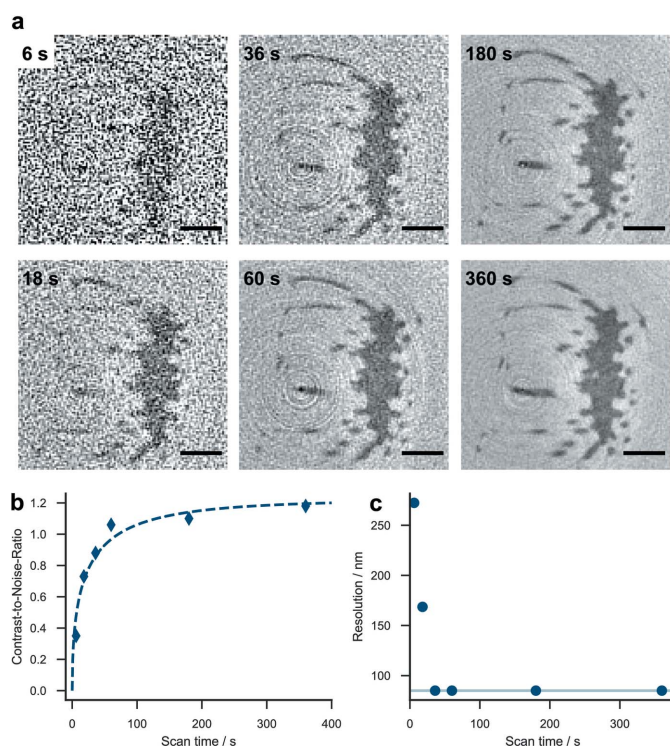 a
6 s
36 s
180 s
18 s
60 s
360 s
b
1.2
1.0
0.8
0.6
0.4
0.2
0.0
Contrast-to-Noise-Ratio
0 100 200 300 400
Scan time / s
c
250
200
150
100
Resolution / nm
0 100 200 300
Scan time / s